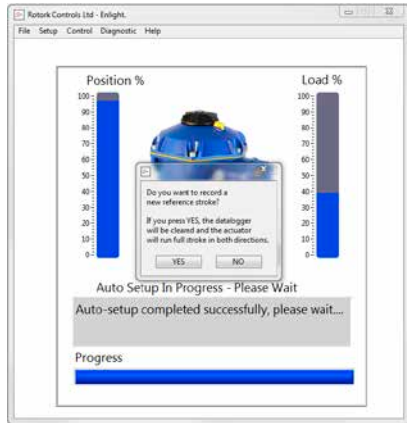 Rotork Controls Ltd - Enlight.
File Setup Control Diagnostic Help
Position % Load %
100 100
90 90
80 80
70 70
60 60
50 50
40 40
30 30
20 20
10 10
0 0
Do you want to record a
new reference stroke?
If you press YES, the datalogger
will be cleared and the actuator
will run full stroke in both directions.
YES NO
Auto Setup In Progress - Please Wait
Auto-setup completed successfully, please wait....
Progress